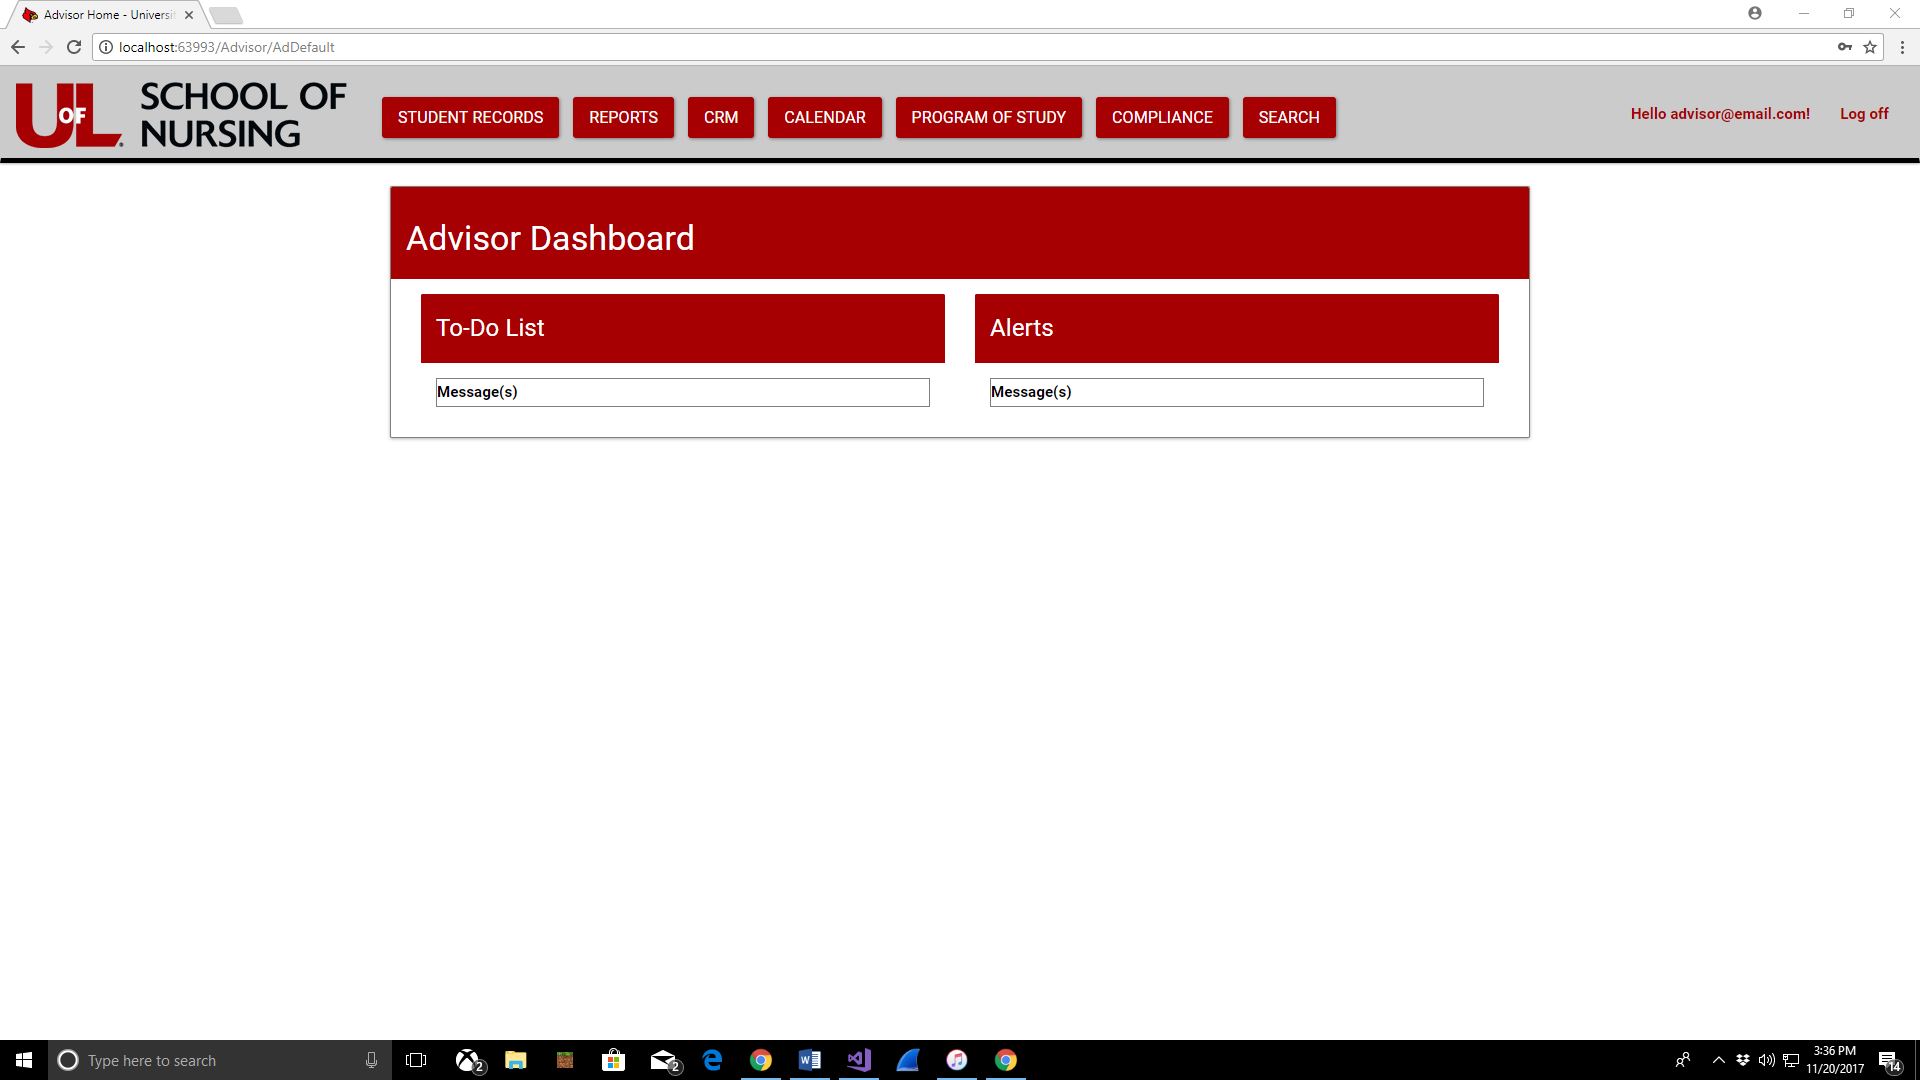 Advisor Home - Universi
localhost:63993/Advisor/AdDefault
UOFL.
SCHOOL OF
NURSING
STUDENT RECORDS
REPORTS
CRM
CALENDAR
PROGRAM OF STUDY
COMPLIANCE
SEARCH
Hello advisor@email.com!
Log off
Advisor Dashboard
To-Do List
Message(s)
Alerts
Message(s)
Type here to search
2
2
3:36 PM
11/20/2017
14